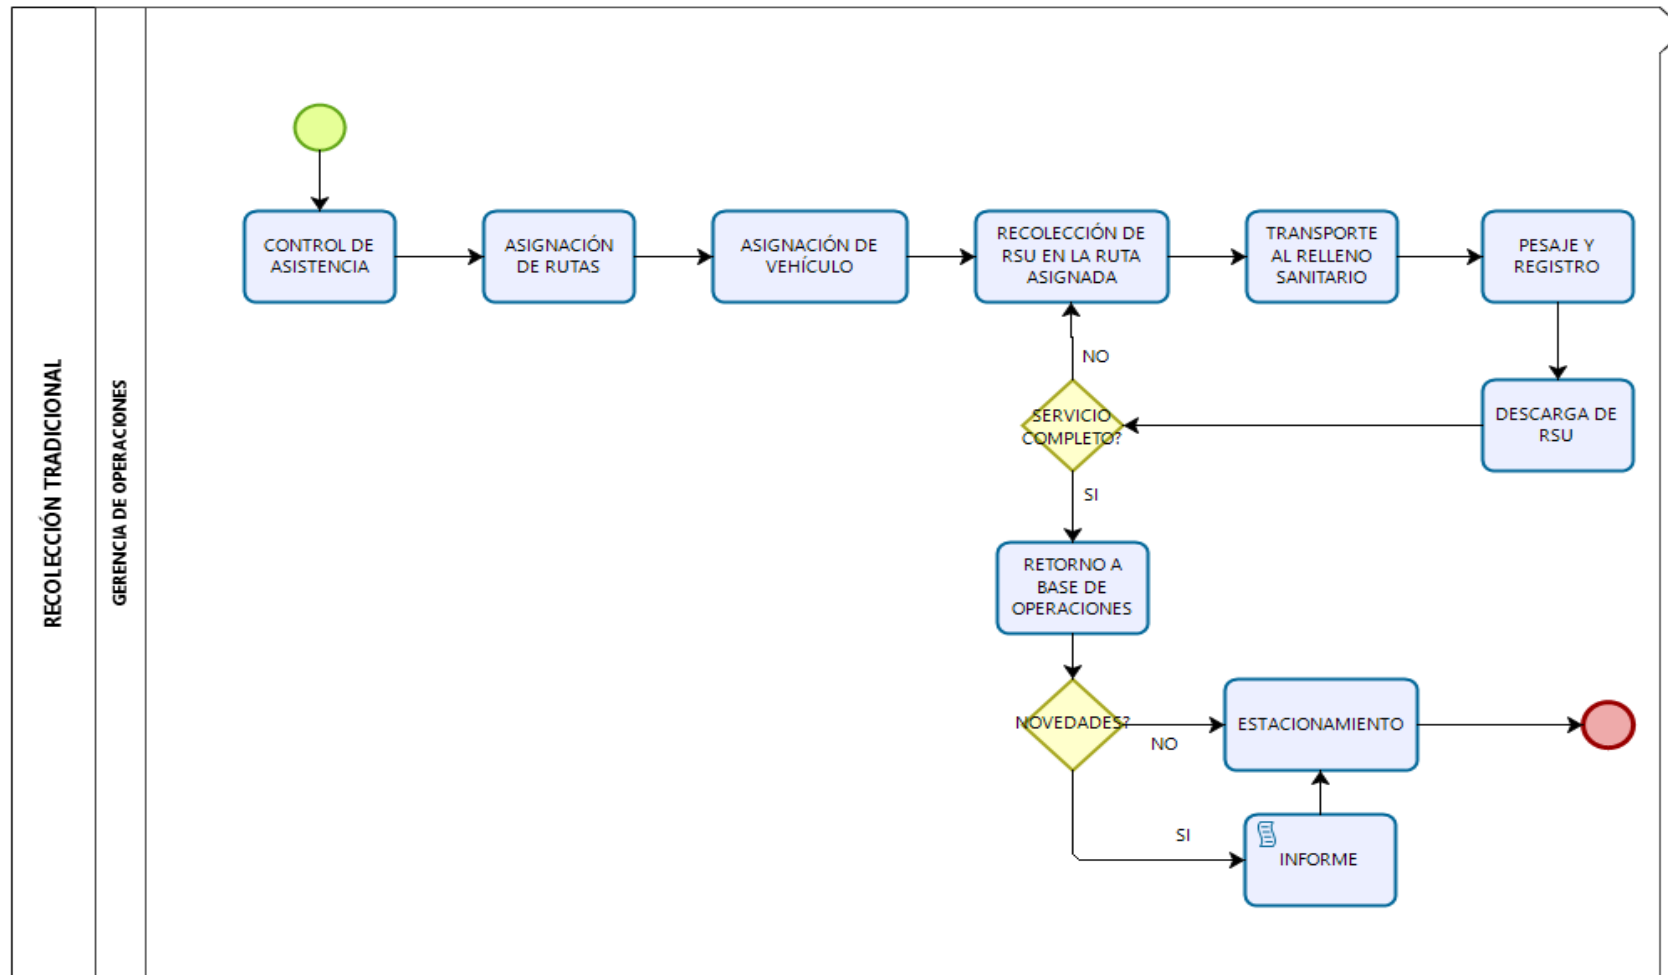 RECOLECCIÓN TRADICIONAL
GERENCIA DE OPERACIONES
CONTROL DE
ASISTENCIA
ASIGNACIÓN
DE RUTAS
ASIGNACIÓN DE
VEHÍCULO
RECOLECCIÓN DE
RSU EN LA RUTA
ASIGNADA
TRANSPORTE
AL RELLENO
SANITARIO
PESAJE Y
REGISTRO
DESCARGA DE
RSU
SERVICIO
COMPLETO?
NO
SI
RETORNO A
BASE DE
OPERACIONES
NOVEDADES?
NO
ESTACIONAMIENTO
SI
INFORME